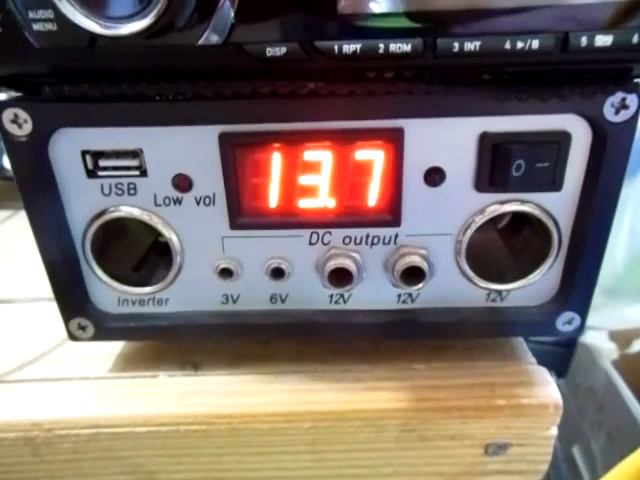 AUDIO
MENU
DISP
1 RPT
2 RDM
3 INT
4
5
6
USB
Low vol
13.7
O
DC output
Inverter
3V
6V
12V
12V
12V